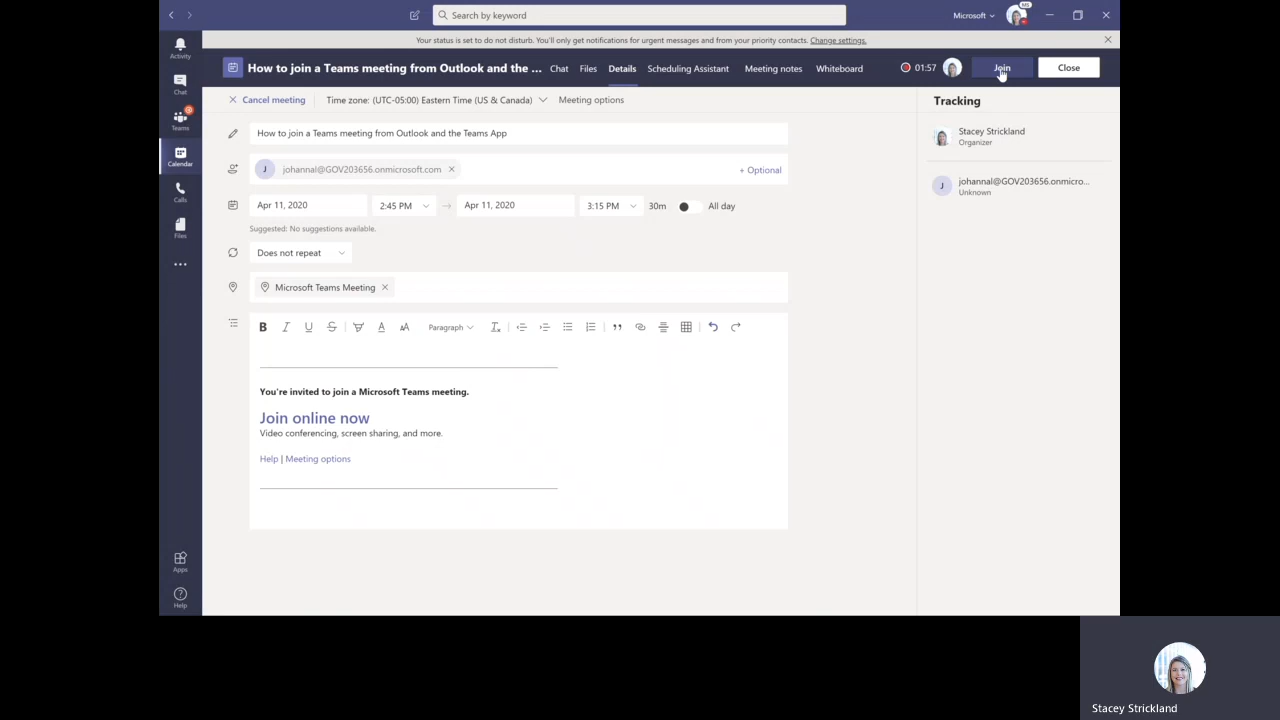 Search by keyword
Microsoft
MS
Your status is set to do not disturb. You'll only get notifications for urgent messages and from your priority contacts. Change settings.
Activity
Chat
Teams
Calendar
Calls
Files
Apps
Help
How to join a Teams meeting from Outlook and the ...
Chat
Files
Details
Scheduling Assistant
Meeting notes
Whiteboard
01:57
Join
Close
Cancel meeting
Time zone: (UTC-05:00) Eastern Time (US & Canada)
Meeting options
How to join a Teams meeting from Outlook and the Teams App
J
johannal@GOV203656.onmicrosoft.com
+ Optional
Apr 11, 2020
2:45 PM
Apr 11, 2020
3:15 PM
30m
All day
Suggested: No suggestions available.
Does not repeat
Microsoft Teams Meeting
B I U S A AA Paragraph
You're invited to join a Microsoft Teams meeting.
Join online now
Video conferencing, screen sharing, and more.
Help | Meeting options
Tracking
Stacey Strickland
Organizer
J
johannal@GOV203656.onmicro...
Unknown
Stacey Strickland